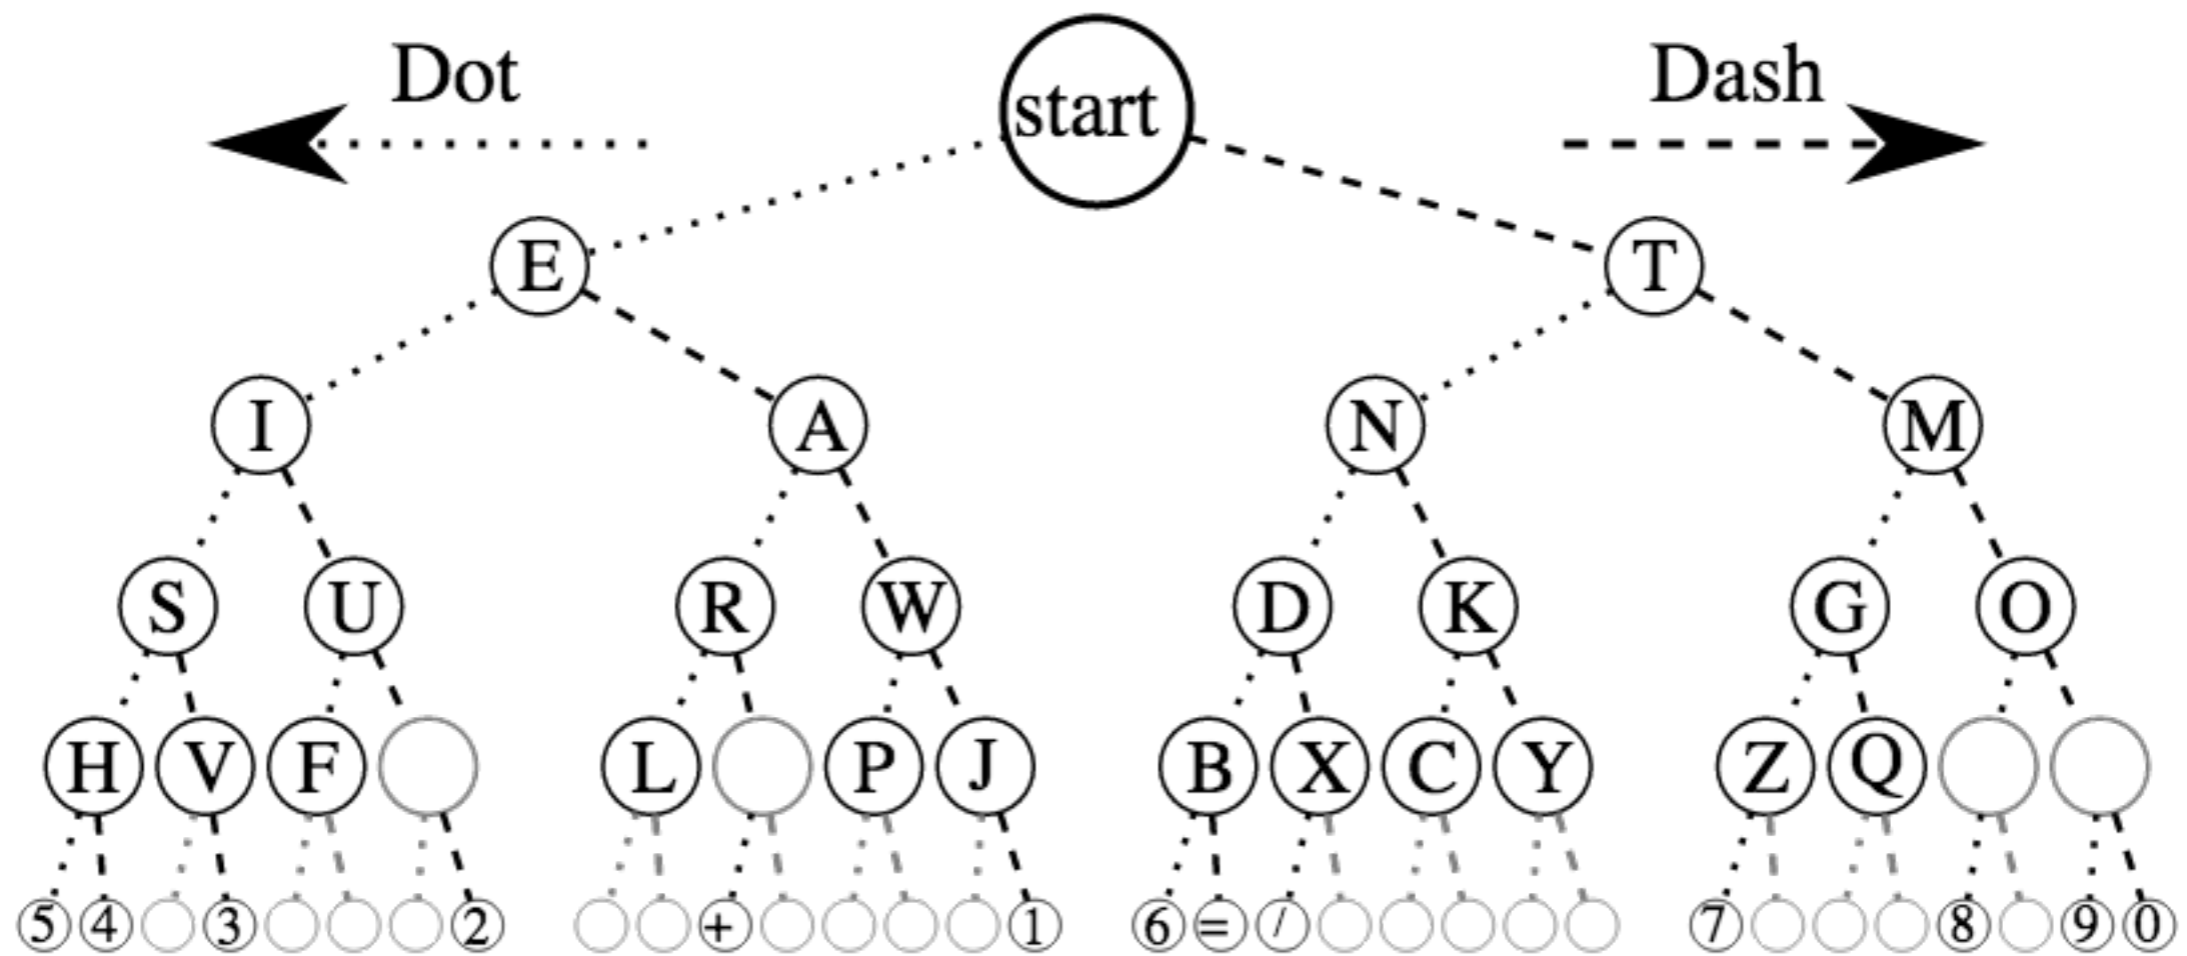 Dot start Dash
E T
I A N M
S U R W D K G O
H V F L P J B X C Y Z Q
5 4 3 2 + 1 6 = / 7 8 9 0